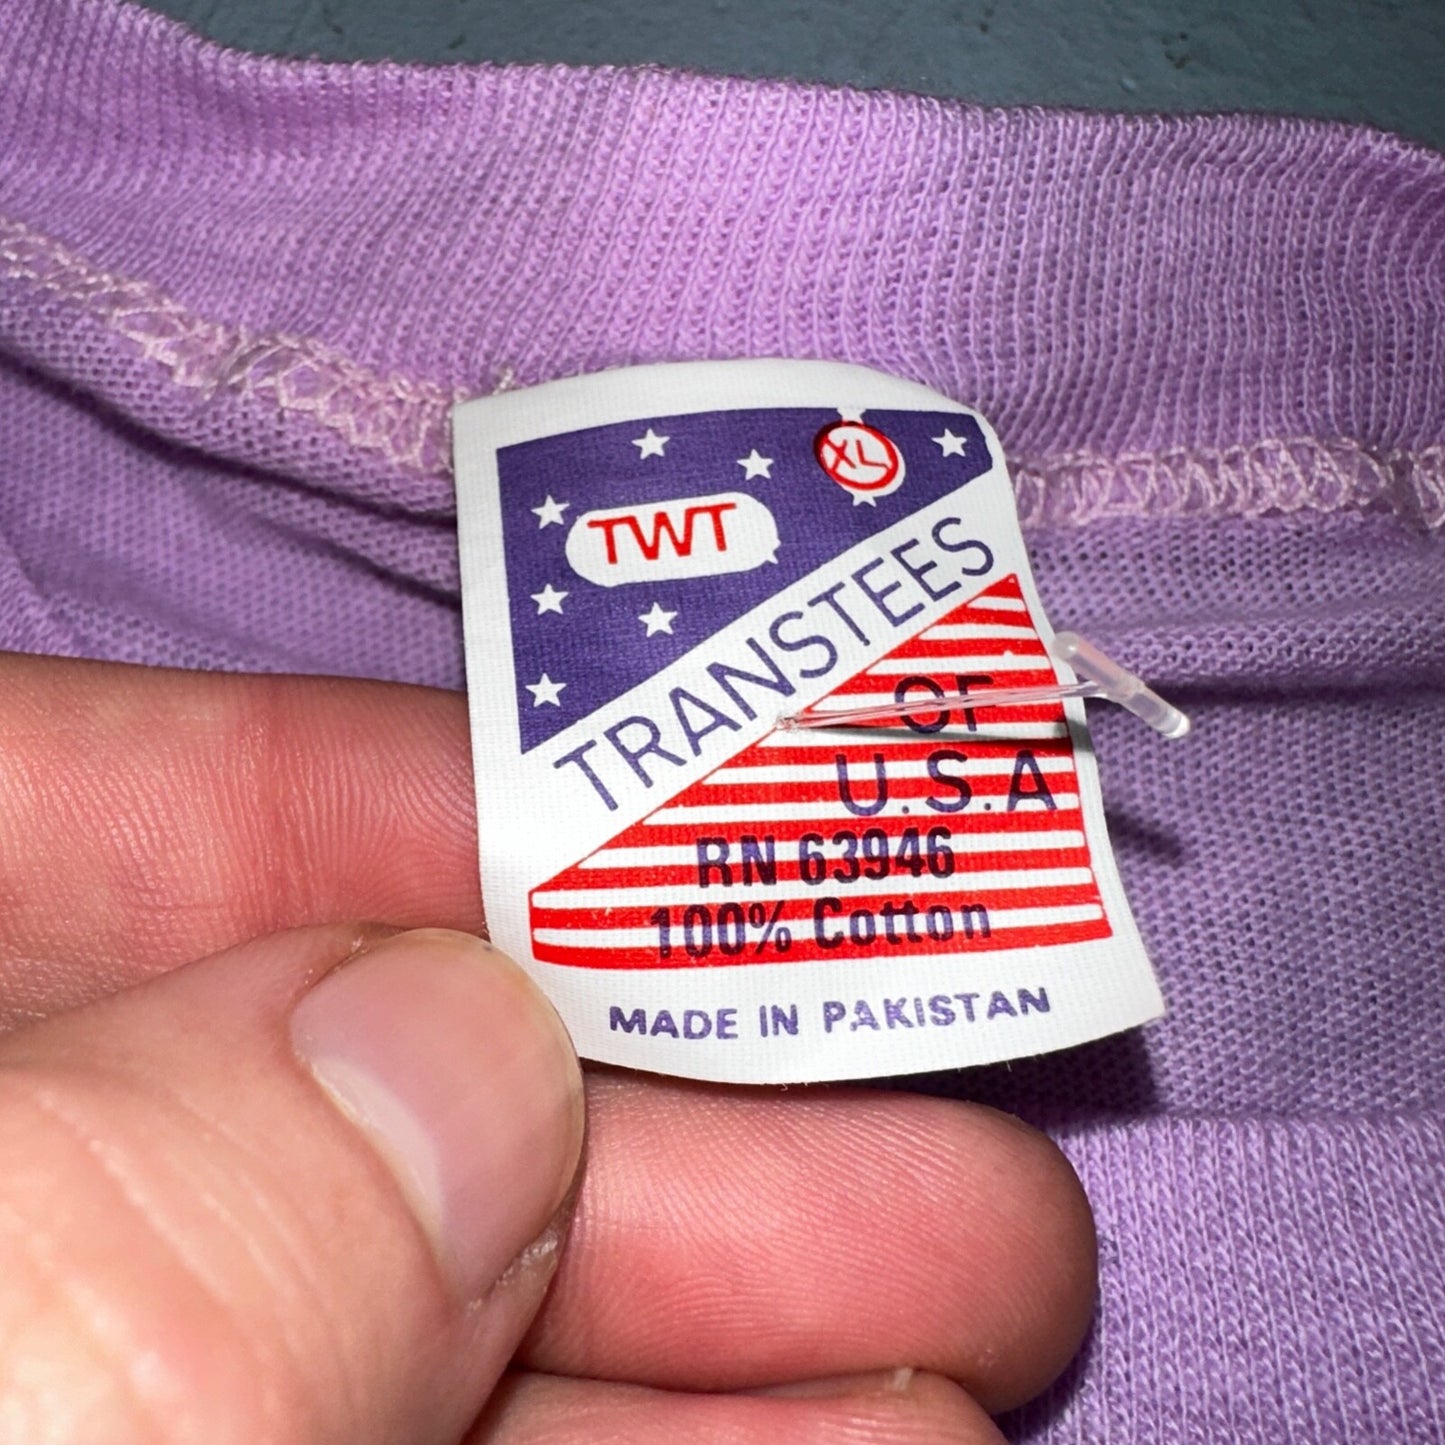 XL
TWT
TRANSTEES
OF
U.S.A
RN 63946
100% Cotton
MADE IN PAKISTAN